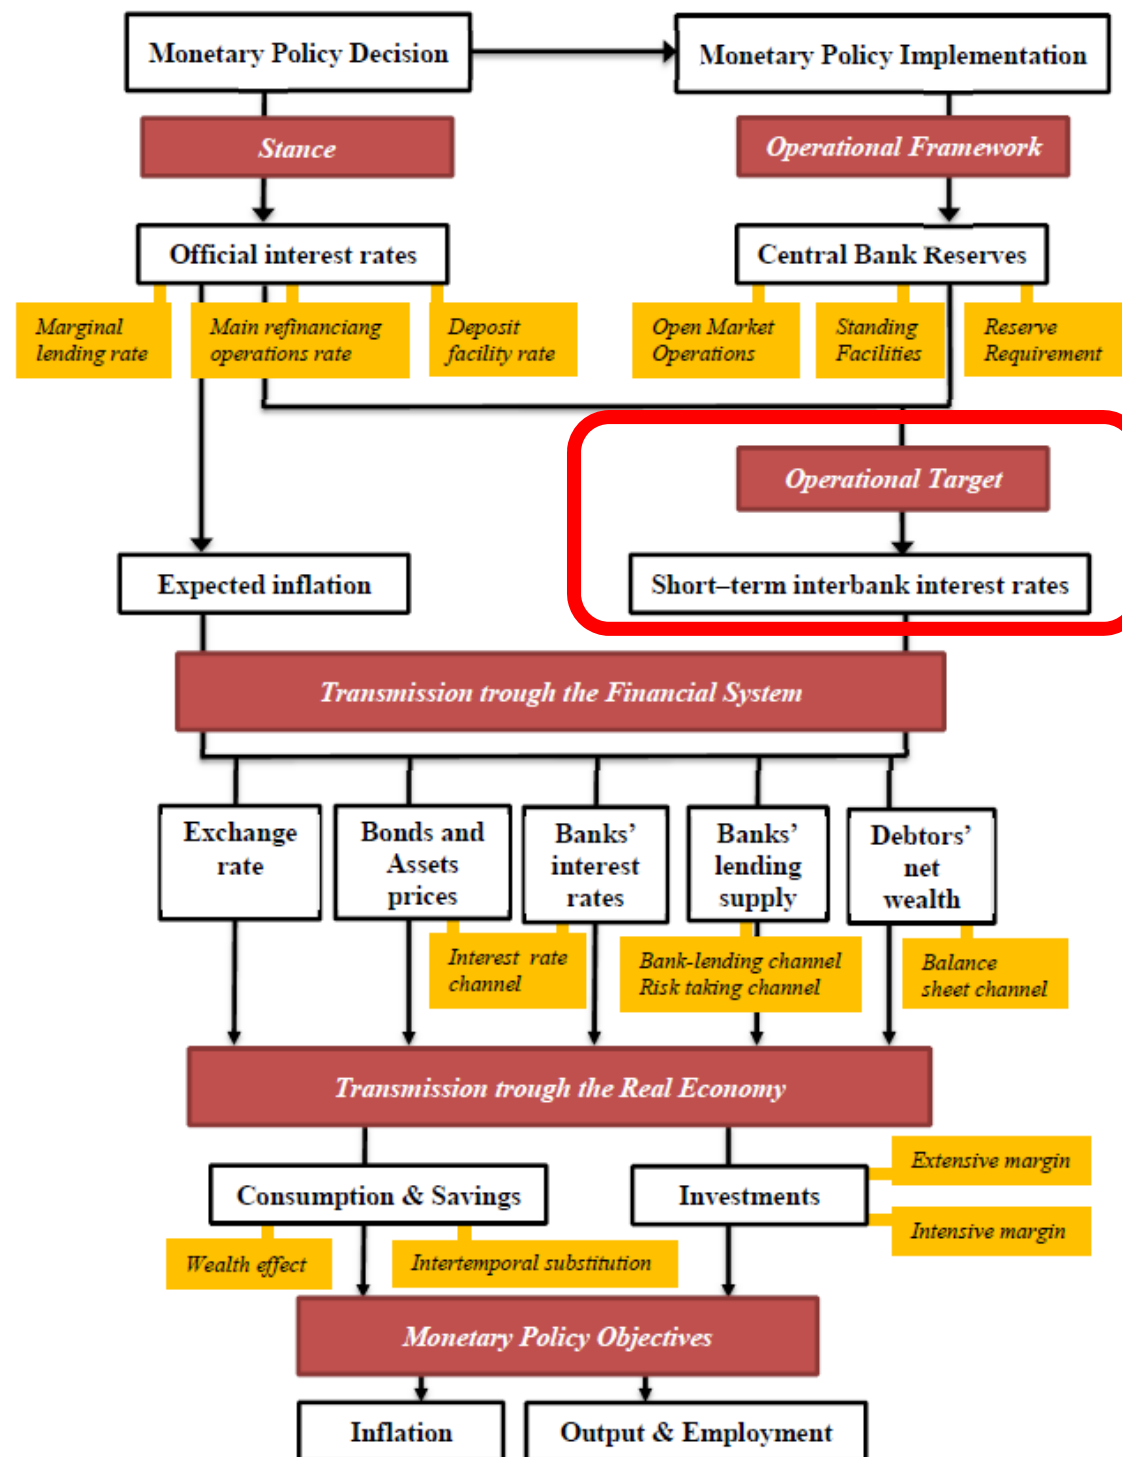 Monetary Policy Decision
Monetary Policy Implementation
Stance
Operational Framework
Official interest rates
Central Bank Reserves
Marginal
lending rate
Main refinanciang
operations rate
Deposit
facility rate
Open Market
Operations
Standing
Facilities
Reserve
Requirement
Operational Target
Expected inflation
Short–term interbank interest rates
Transmission trough the Financial System
Exchange
rate
Bonds and
Assets
prices
Banks’
interest
rates
Banks’
lending
supply
Debtors’
net
wealth
Interest rate
channel
Bank-lending channel
Risk taking channel
Balance
sheet channel
Transmission trough the Real Economy
Consumption & Savings
Investments
Extensive margin
Intensive margin
Wealth effect
Intertemporal substitution
Monetary Policy Objectives
Inflation
Output & Employment